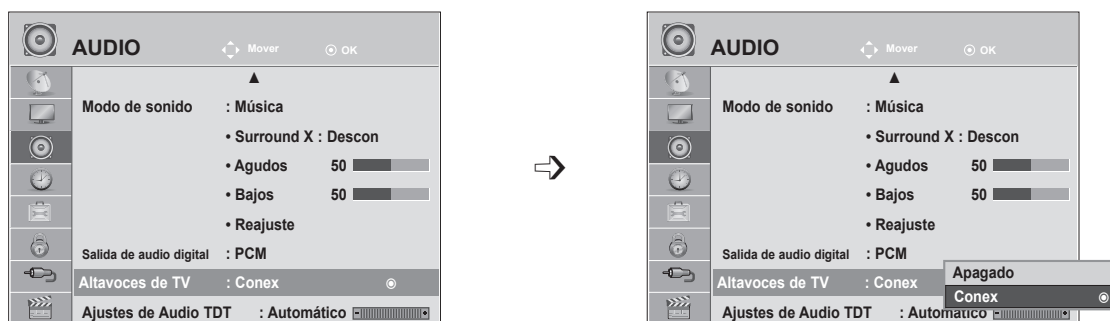 AUDIO Mover OK
Modo de sonido : Música
• Surround X : Descon
• Agudos 50
• Bajos 50
• Reajuste
Salida de audio digital : PCM
Altavoces de TV : Conex
Ajustes de Audio TDT : Automático
AUDIO Mover OK
Modo de sonido : Música
• Surround X : Descon
• Agudos 50
• Bajos 50
• Reajuste
Salida de audio digital : PCM
Altavoces de TV : Conex
Ajustes de Audio TDT : Automático
Apagado
Conex